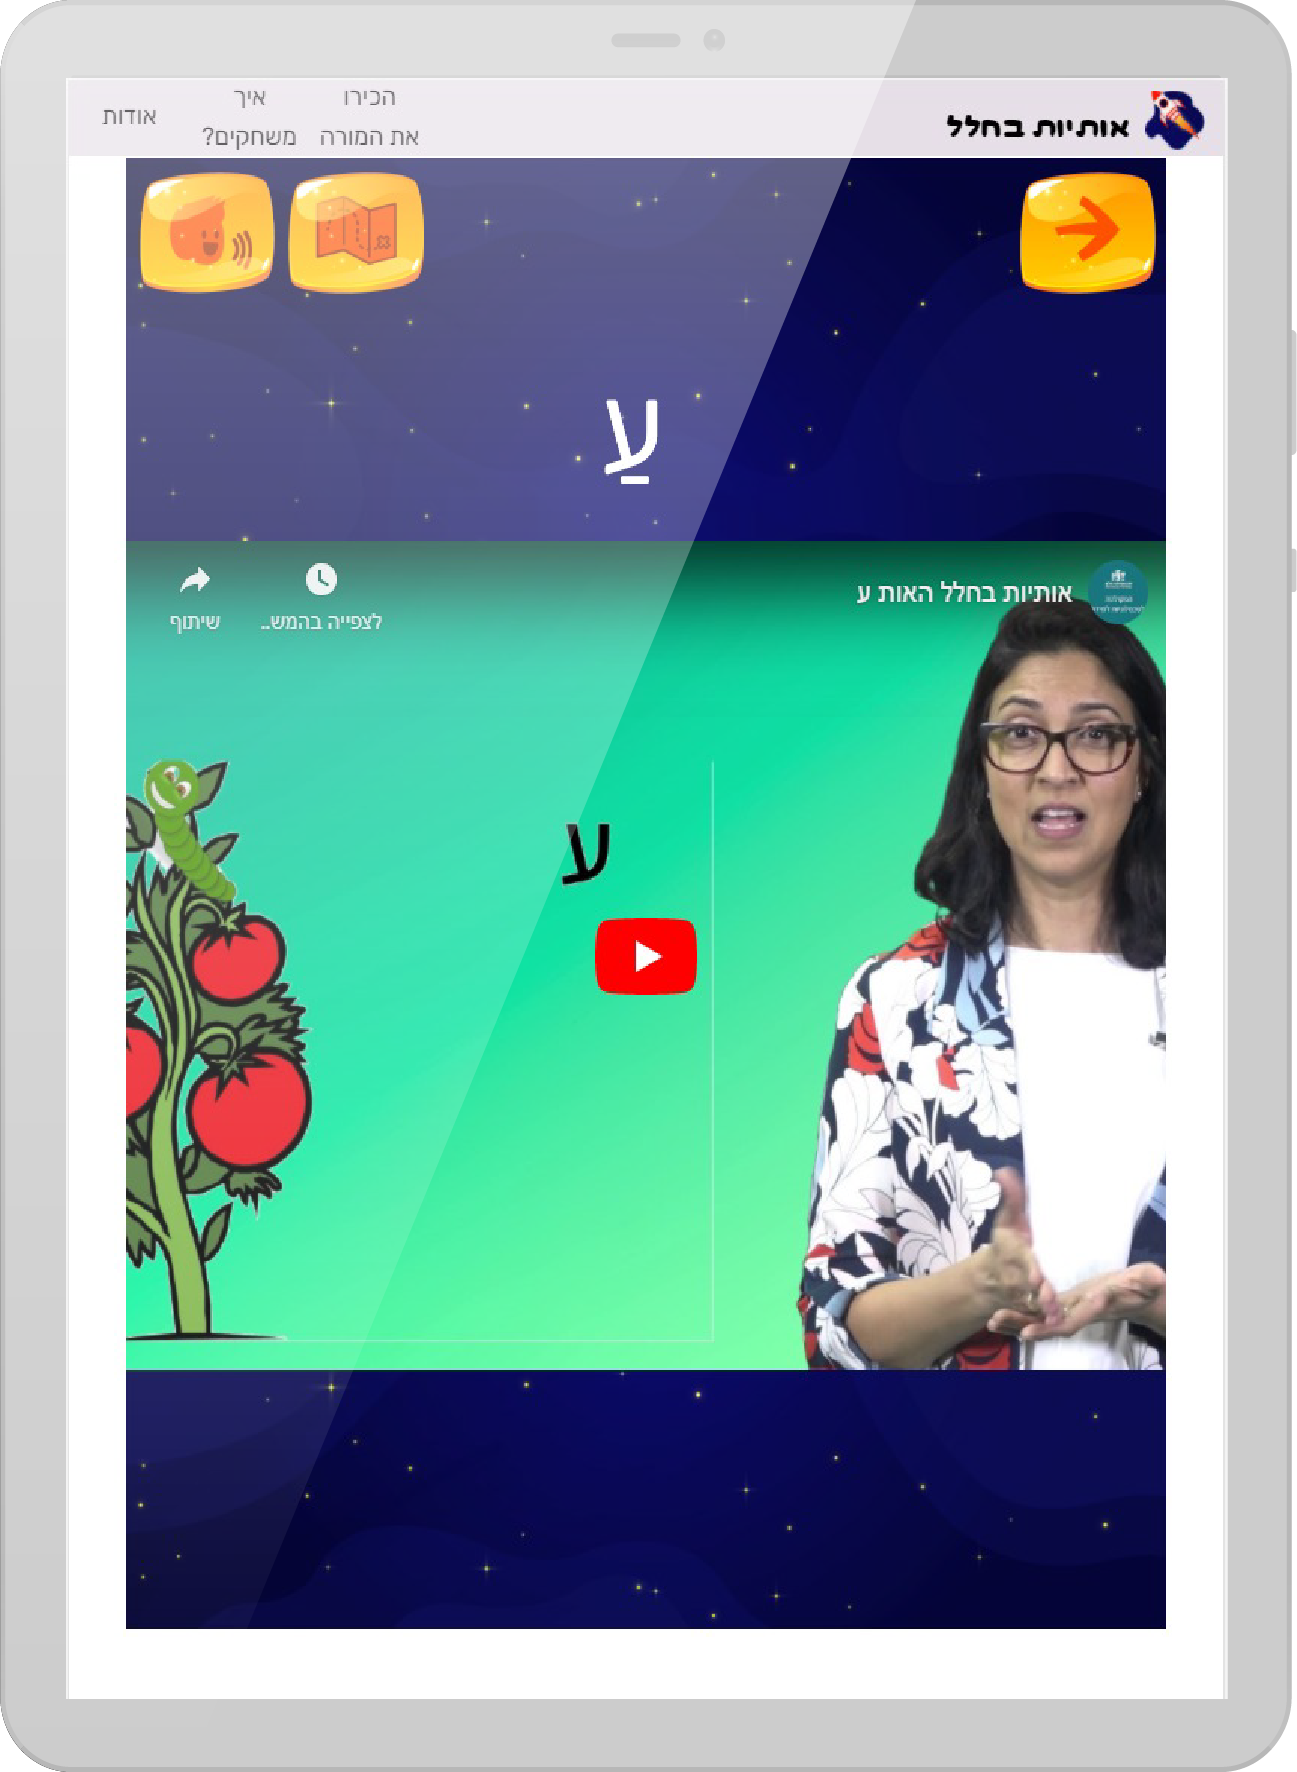 אותיות בחלל
הכירו
את המורה
איך
משחקים?
אודות
עַ
אותיות בחלל האות ע
לצפייה בהמש..
שיתוף
ע